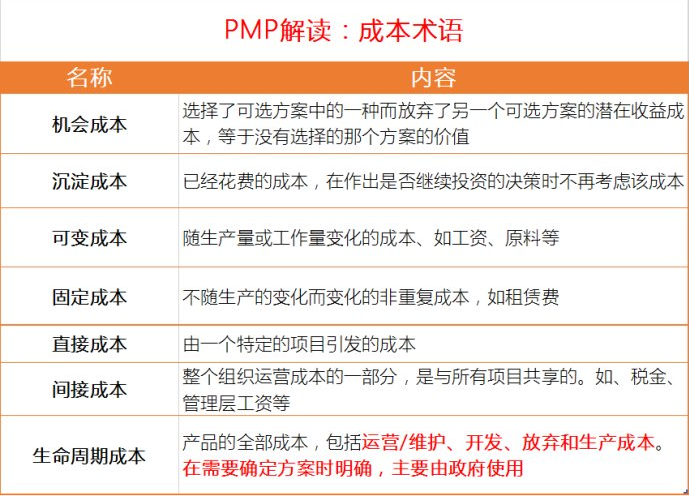 PMP解读：成本术语
名称 内容
机会成本
选择了可选方案中的一种而放弃了另一个可选方案的潜在收益成
本，等于没有选择的那个方案的价值
沉淀成本
已经花费的成本，在作出是否继续投资的决策时不再考虑该成本
可变成本
随生产量或工作量变化的成本、如工资、原料等
固定成本
不随生产的变化而变化的非重复成本，如租赁费
直接成本
由一个特定的项目引发的成本
间接成本
整个组织运营成本的一部分，是与所有项目共享的。如、税金、
管理层工资等
生命周期成本
产品的全部成本，包括运营/维护、开发、放弃和生产成本。
在需要确定方案时明确，主要由政府使用